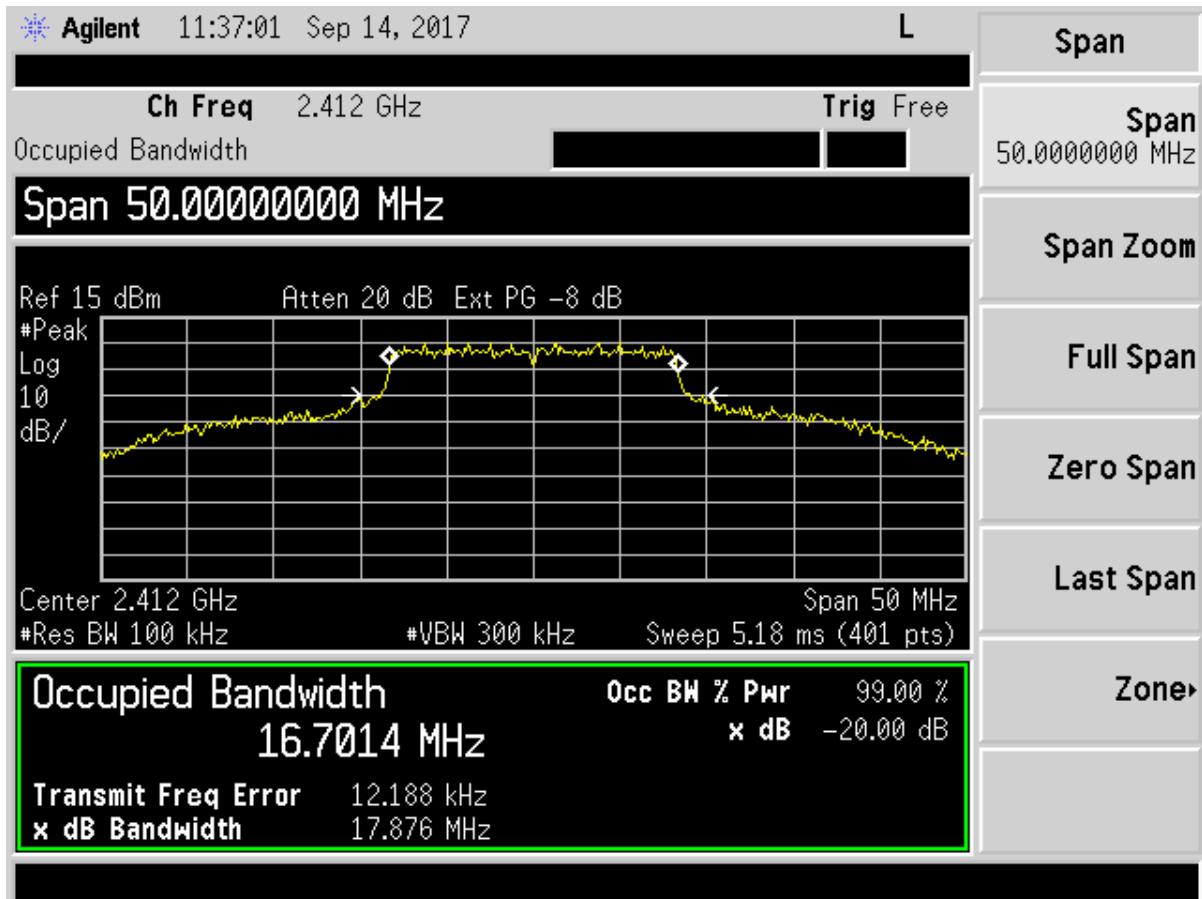 Agilent 11:37:01 Sep 14, 2017 L
Ch Freq 2.412 GHz Trig Free
Occupied Bandwidth
Span 50.00000000 MHz
Ref 15 dBm Atten 20 dB Ext PG -8 dB
#Peak
Log
10
dB/
Center 2.412 GHz Span 50 MHz
#Res BW 100 kHz #VBW 300 kHz Sweep 5.18 ms (401 pts)
Occupied Bandwidth Occ BW % Pwr 99.00 %
16.7014 MHz x dB -20.00 dB
Transmit Freq Error 12.188 kHz
x dB Bandwidth 17.876 MHz
Span
Span
50.0000000 MHz
Span Zoom
Full Span
Zero Span
Last Span
Zone